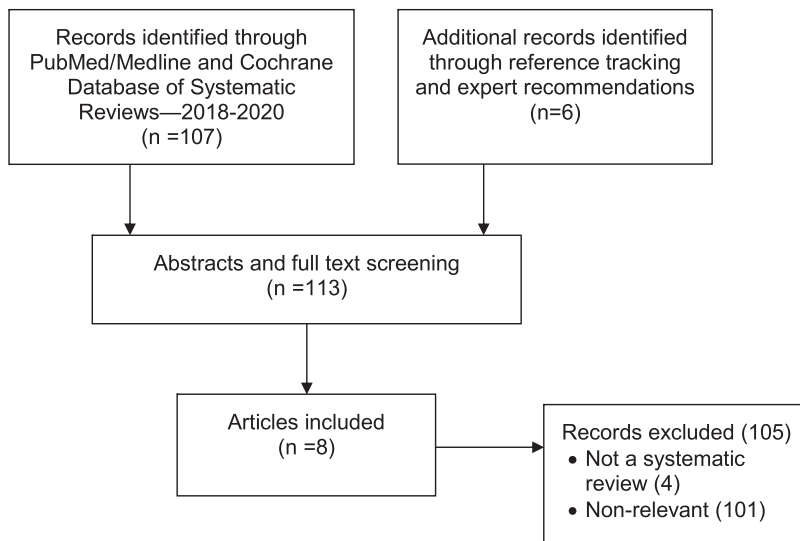 Records identified through
PubMed/Medline and Cochrane
Database of Systematic
Reviews—2018-2020
(n =107)
Additional records identified
through reference tracking
and expert recommendations
(n=6)
Abstracts and full text screening
(n =113)
Articles included
(n =8)
Records excluded (105)
• Not a systematic
review (4)
• Non-relevant (101)